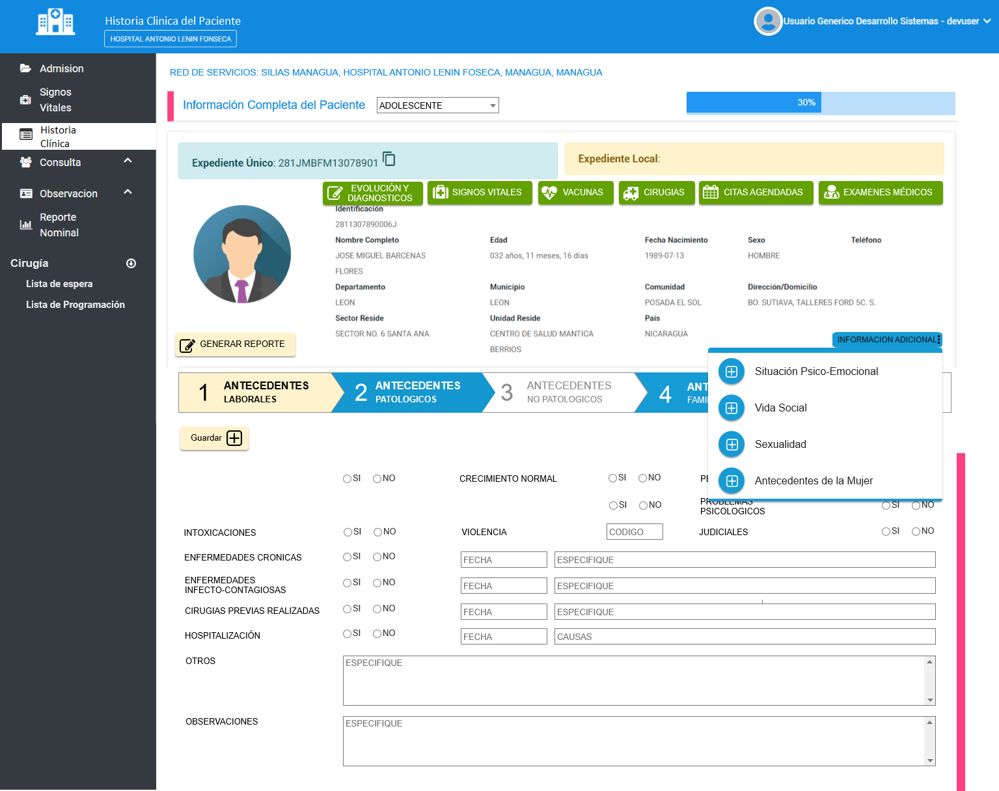 Historia Clinica del Paciente
HOSPITAL ANTONIO LENIN FONSECA
Usuario Generico Desarrollo Sistemas - devuser
Admision
Signos
Vitales
Historia
Clínica
Consulta
Observacion
Reporte
Nominal
Cirugía
Lista de espera
Lista de Programación
RED DE SERVICIOS: SILIAS MANAGUA, HOSPITAL ANTONIO LENIN FOSECA, MANAGUA, MANAGUA
Información Completa del Paciente
ADOLESCENTE
30%
Expediente Único: 281JMBFM13078901
Expediente Local:
EVOLUCIÓN Y
DIAGNOSTICOS
SIGNOS VITALES
VACUNAS
CIRUGIAS
CITAS AGENDADAS
EXAMENES MÉDICOS
Identificación
2811307890006J
Nombre Completo Edad Fecha Nacimiento Sexo Teléfono
JOSE MIGUEL BARCENAS 032 años, 11 meses, 16 días 1989-07-13 HOMBRE
FLORES
Departamento Municipio Comunidad Dirección/Domicilio
LEON LEON POSADA EL SOL BO. SUTIAVA, TALLERES FORD 5C. S.
Sector Reside Unidad Reside País
SECTOR NO. 6 SANTA ANA CENTRO DE SALUD MANTICA NICARAGUA
BERRIOS
GENERAR REPORTE
INFORMACION ADICIONAL
Situación Psico-Emocional
Vida Social
Sexualidad
Antecedentes de la Mujer
1 ANTECEDENTES
LABORALES
2 ANTECEDENTES
PATOLOGICOS
3 ANTECEDENTES
NO PATOLOGICOS
4 ANT
FAMI
Guardar
SI NO CRECIMIENTO NORMAL SI NO PE
SI NO PROBLEMAS
PSICOLOGICOS SI NO
INTOXICACIONES SI NO VIOLENCIA CODIGO JUDICIALES SI NO
ENFERMEDADES CRONICAS SI NO FECHA ESPECIFIQUE
ENFERMEDADES
INFECTO-CONTAGIOSAS SI NO FECHA ESPECIFIQUE
CIRUGIAS PREVIAS REALIZADAS SI NO FECHA ESPECIFIQUE
HOSPITALIZACIÓN SI NO FECHA CAUSAS
OTROS ESPECIFIQUE
OBSERVACIONES ESPECIFIQUE